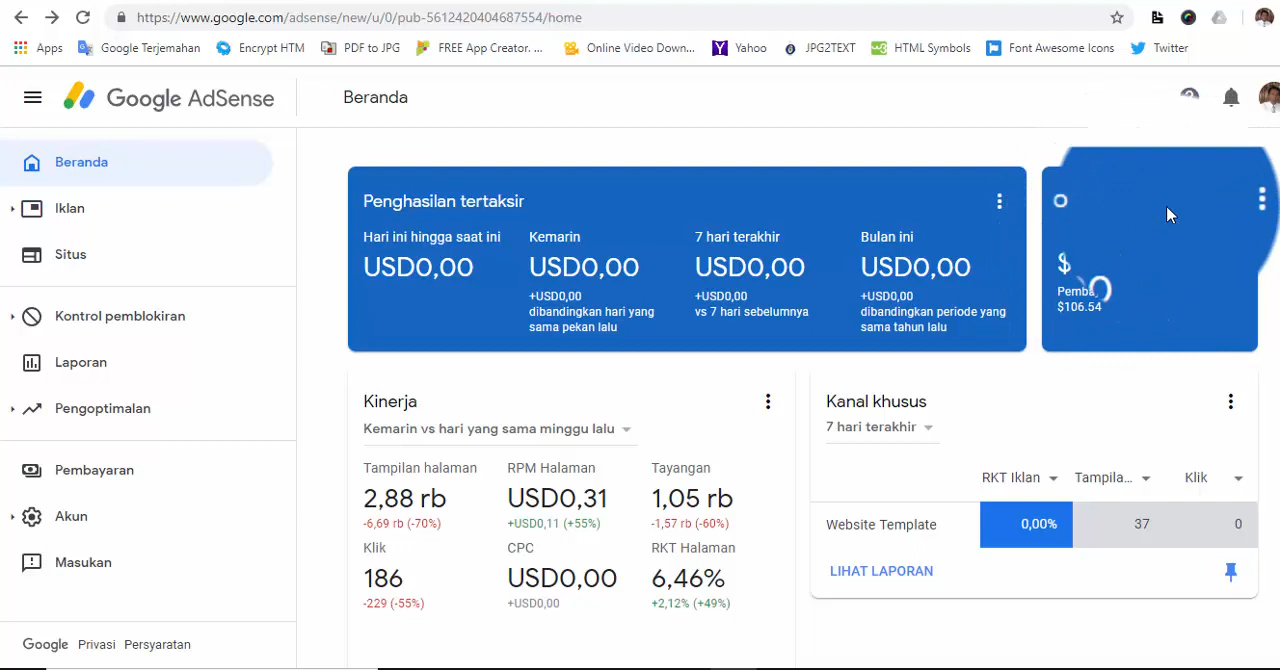 https://www.google.com/adsense/new/u/0/pub-5612420404687554/home
Apps Google Terjemahan Encrypt HTM PDF to JPG FREE App Creator. ... Online Video Down... Yahoo JPG2TEXT HTML Symbols Font Awesome Icons Twitter
Google AdSense
Beranda
Beranda
Iklan
Situs
Kontrol pemblokiran
Laporan
Pengoptimalan
Pembayaran
Akun
Masukan
Google Privasi Persyaratan
Penghasilan tertaksir
Hari ini hingga saat ini
USD0,00
Kemarin
USD0,00
+USD0,00
dibandingkan hari yang
sama pekan lalu
7 hari terakhir
USD0,00
+USD0,00
vs 7 hari sebelumnya
Bulan ini
USD0,00
+USD0,00
dibandingkan periode yang
sama tahun lalu
$
$106.54
Kinerja
Kemarin vs hari yang sama minggu lalu
Tampilan halaman
2,88 rb
-6,69 rb (-70%)
RPM Halaman
USD0,31
+USD0,11 (+55%)
Tayangan
1,05 rb
-1,57 rb (-60%)
Klik
186
-229 (-55%)
CPC
USD0,00
+USD0,00
RKT Halaman
6,46%
+2,12% (+49%)
Kanal khusus
7 hari terakhir
RKT Iklan Tampila... Klik
Website Template 0,00% 37 0
LIHAT LAPORAN